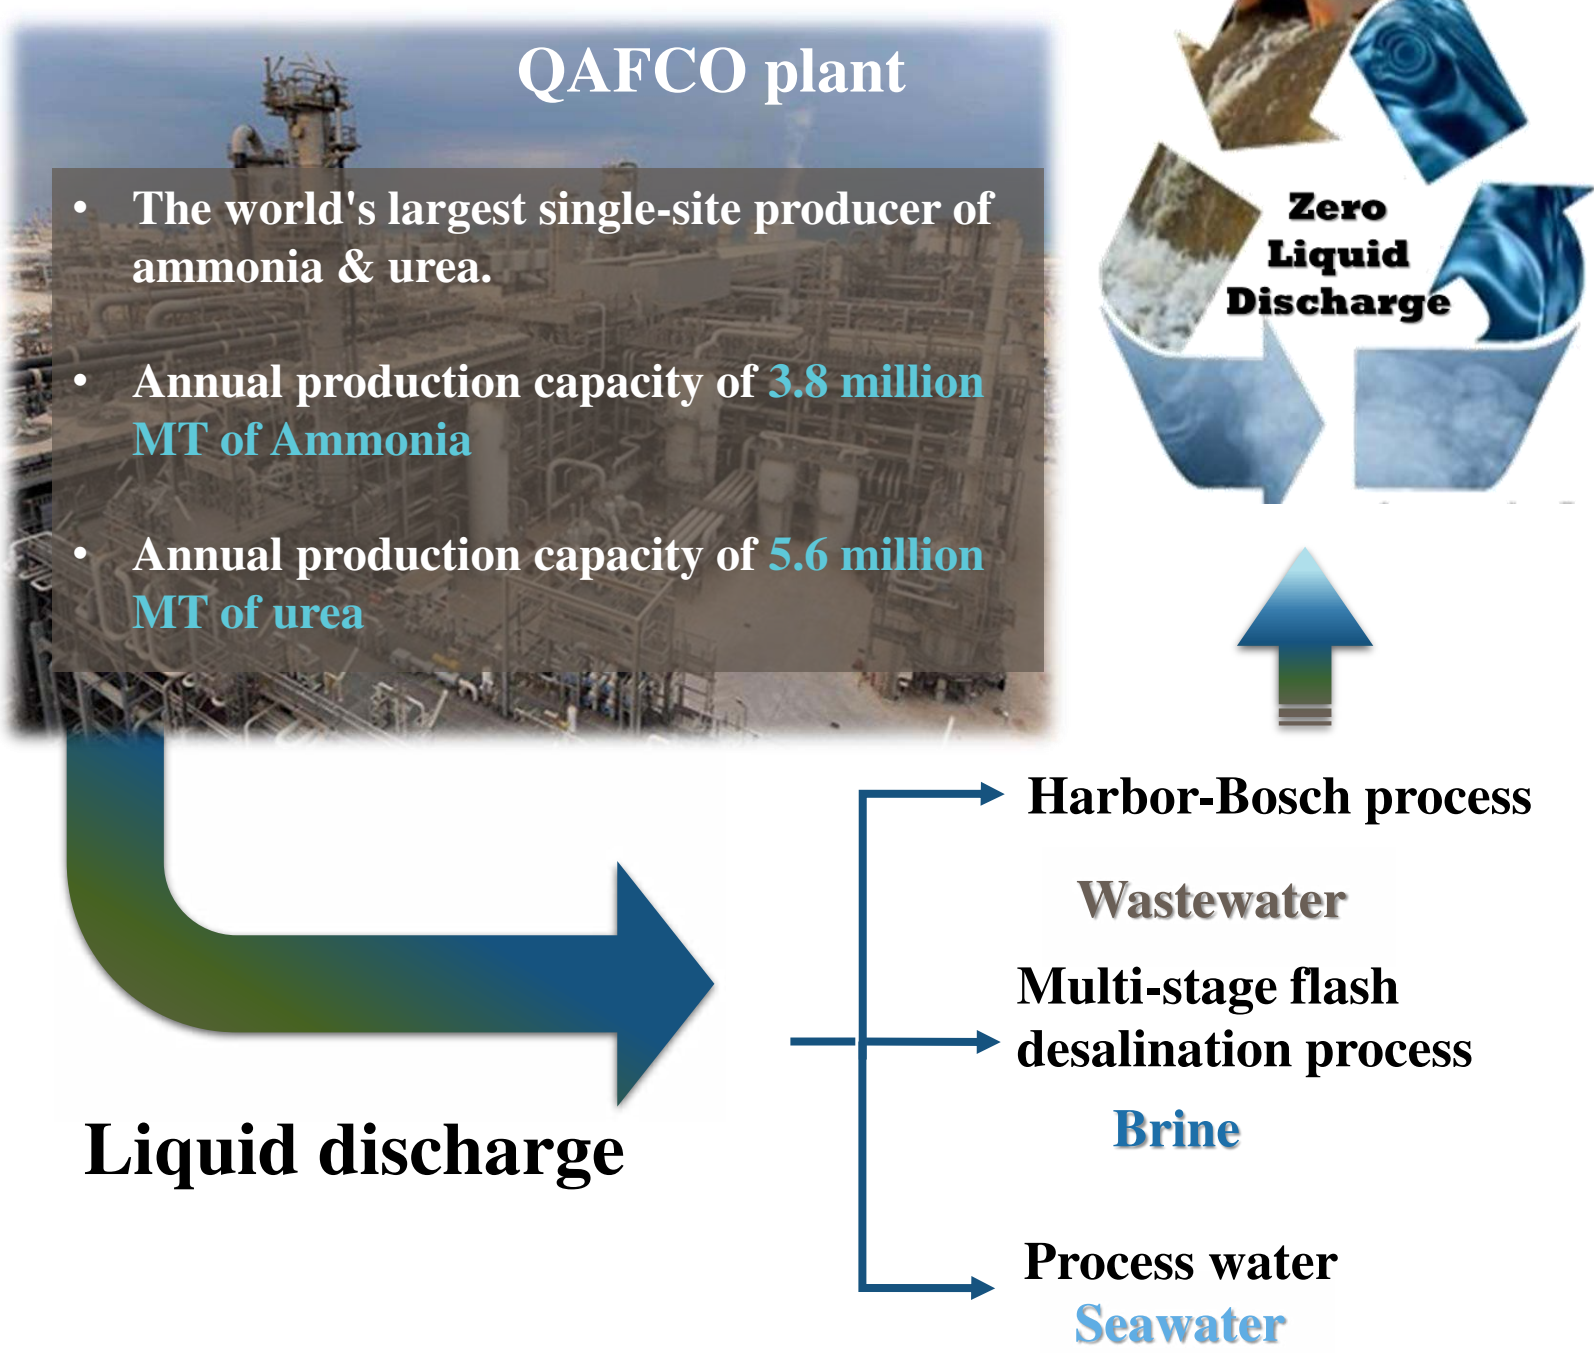 QAFCO plant
• The world's largest single-site producer of
ammonia & urea.
• Annual production capacity of 3.8 million
MT of Ammonia
• Annual production capacity of 5.6 million
MT of urea
Zero
Liquid
Discharge
Liquid discharge
Harbor-Bosch process
Wastewater
Multi-stage flash
desalination process
Brine
Process water
Seawater